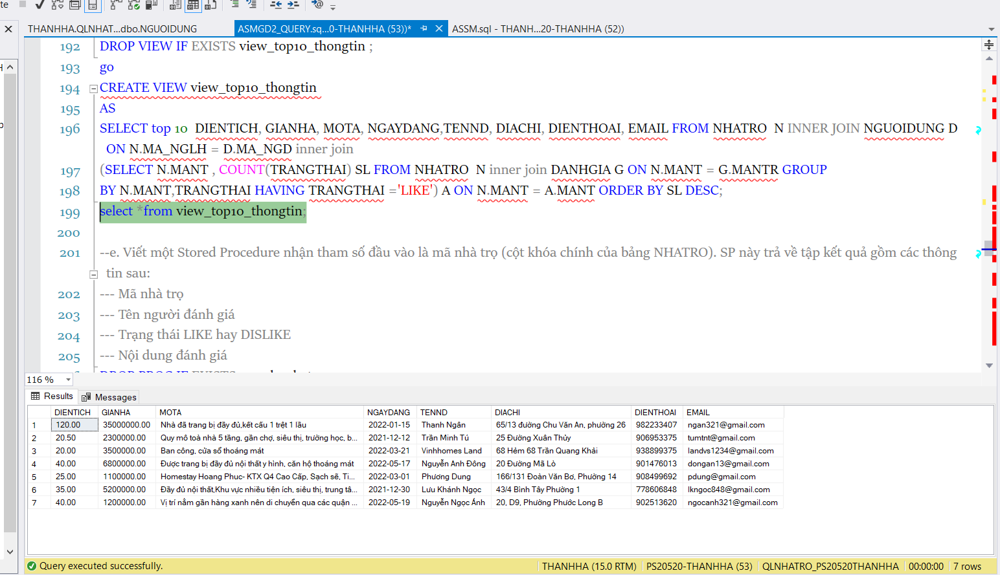 te
THANHHA.QLNHAT...dbo.NGUOIDUNG
ASMGD2_QUERY.sq...0-THANHHA (53))*
ASSM.sql - THANH...20-THANHHA (52))
192 DROP VIEW IF EXISTS view_top10_thongtin ;
193 go
194 CREATE VIEW view_top10_thongtin
195 AS
196 SELECT top 10 DIENTICH, GIANHA, MOTA, NGAYDANG,TENND, DIACHI, DIENTHOAI, EMAIL FROM NHATRO N INNER JOIN NGUOIDUNG D
ON N.MA_NGLH = D.MA_NGD inner join
197 (SELECT N.MANT , COUNT(TRANGTHAI) SL FROM NHATRO N inner join DANHGIA G ON N.MANT = G.MANTR GROUP
198 BY N.MANT,TRANGTHAI HAVING TRANGTHAI ='LIKE') A ON N.MANT = A.MANT ORDER BY SL DESC;
199 select *from view_top10_thongtin;
200
201 --e. Viết một Stored Procedure nhận tham số đầu vào là mã nhà trọ (cột khóa chính của bảng NHATRO). SP này trả về tập kết quả gồm các thông
tin sau:
202 --- Mã nhà trọ
203 --- Tên người đánh giá
204 --- Trạng thái LIKE hay DISLIKE
205 --- Nội dung đánh giá
116 %
Results Messages
DIENTICH GIANHA MOTA NGAYDANG TENND DIACHI DIENTHOAI EMAIL
1 120.00 35000000.00 Nhà đã trang bị đầy đủ,kết cấu 1 trệt 1 lầu 2022-01-15 Thanh Ngân 65/13 đường Chu Văn An, phường 26 982233407 ngan321@gmail.com
2 20.50 2300000.00 Quy mô toà nhà 5 tầng, gần chợ, siêu thị, trường học, b... 2021-12-12 Trần Minh Tú 25 Đường Xuân Thủy 906953375 tumtnt@gmail.com
3 20.00 3500000.00 Ban công, cửa sổ thoáng mát 2022-03-21 Vinhhomes Land 68 Hẻm 68 Trần Quang Khải 938899375 landvs1234@gmail.com
4 40.00 6800000.00 Được trang bị đầy đủ nội thất y hình, căn hộ thoáng mát 2022-05-17 Nguyễn Anh Đông 20 Đường Mã Lò 901476013 dongan13@gmail.com
5 25.00 1100000.00 Homestay Hoang Phuc- KTX Q4 Cao Cấp, Sạch sẽ, Ti... 2022-03-01 Phương Dung 166/131 Đoàn Văn Bơ, Phường 14 908499692 pdung@gmail.com
6 35.00 5200000.00 Đầy đủ nội thất,Khu vực nhiều tiện ích, siêu thị, trung tâ... 2021-12-30 Lưu Khánh Ngọc 43/4 Bình Tây Phường 1 778606848 lkngoc848@gmail.com
7 40.00 1200000.00 Vị trí nằm gần hàng xanh nên di chuyển qua các quận ... 2022-05-19 Nguyễn Ngọc Ánh 20, D9, Phường Phước Long B 902513620 ngocanh321@gmail.com
Query executed successfully.
THANHHA (15.0 RTM) PS20520-THANHHA (53) QLNHATRO_PS20520THANHHA 00:00:00 7 rows